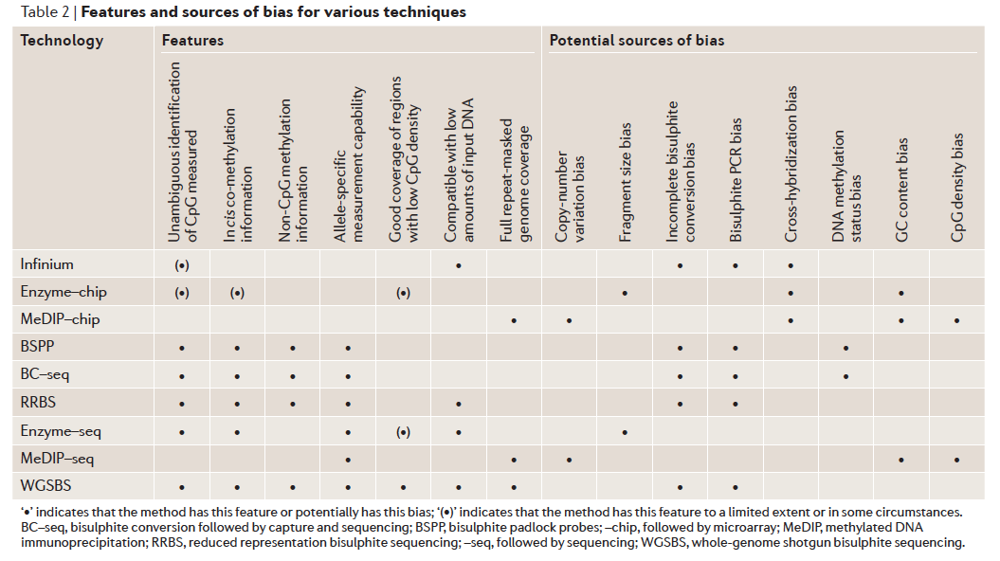 Table 2 | Features and sources of bias for various techniques
Technology
Features
Potential sources of bias
Unambiguous identification
of CpG measured
In cis co-methylation
information
Non-CpG methylation
information
Allele-specific
measurement capability
Good coverage of regions
with low CpG density
Compatible with low
amounts of input DNA
Full repeat-masked
genome coverage
Copy-number
variation bias
Fragment size bias
Incomplete bisulphite
conversion bias
Bisulphite PCR bias
Cross-hybridization bias
DNA methylation
status bias
GC content bias
CpG density bias
Infinium (•) • • • •
Enzyme–chip (•) (•) (•) • • •
MeDIP–chip • • • • •
BSPP • • • • • • •
BC–seq • • • • • • •
RRBS • • • • • • •
Enzyme–seq • • • (•) • •
MeDIP–seq • • • • •
WGSBS • • • • • • • • •
‘•’ indicates that the method has this feature or potentially has this bias; ‘(•)’ indicates that the method has this feature to a limited extent or in some circumstances.
BC–seq, bisulphite conversion followed by capture and sequencing; BSPP, bisulphite padlock probes; –chip, followed by microarray; MeDIP, methylated DNA
immunoprecipitation; RRBS, reduced representation bisulphite sequencing; –seq, followed by sequencing; WGSBS, whole-genome shotgun bisulphite sequencing.